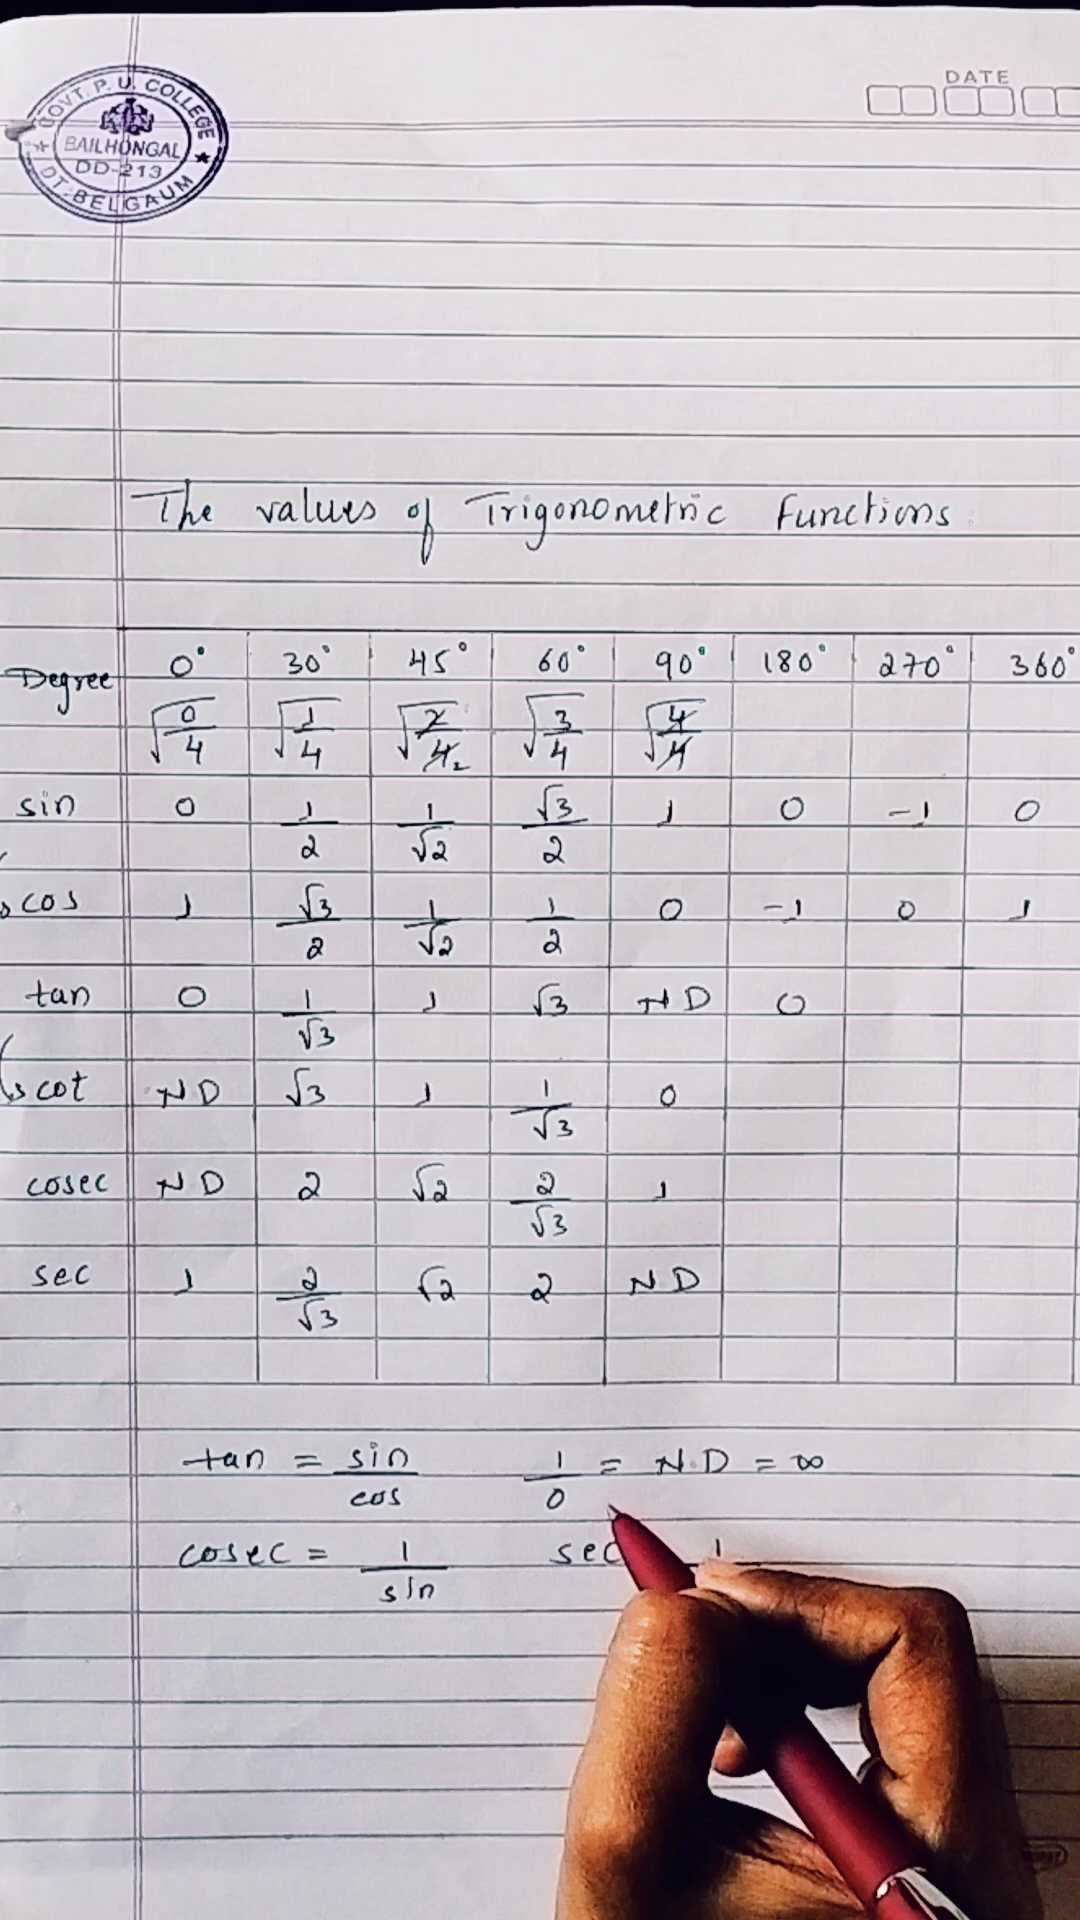 GOVT. P. U. COLLEGE
BAILHONGAL
DD-213
DT. BELGAUM
DATE
The values of Trigonometric Functions.
Degree 0° 30° 45° 60° 90° 180° 270° 360°
√0/4 √1/4 √2/4 2 √3/4 √4/4
sin 0 1/2 1/√2 √3/2 1 0 -1 0
cos 1 √3/2 1/√2 1/2 0 -1 0 1
tan 0 1/√3 1 √3 ND 0
cot ND √3 1 1/√3 0
cosec ND 2 √2 2/√3 1
sec 1 2/√3 √2 2 ND
tan = sin/cos 1/0 = N.D = ∞
cosec = 1/sin sec 1